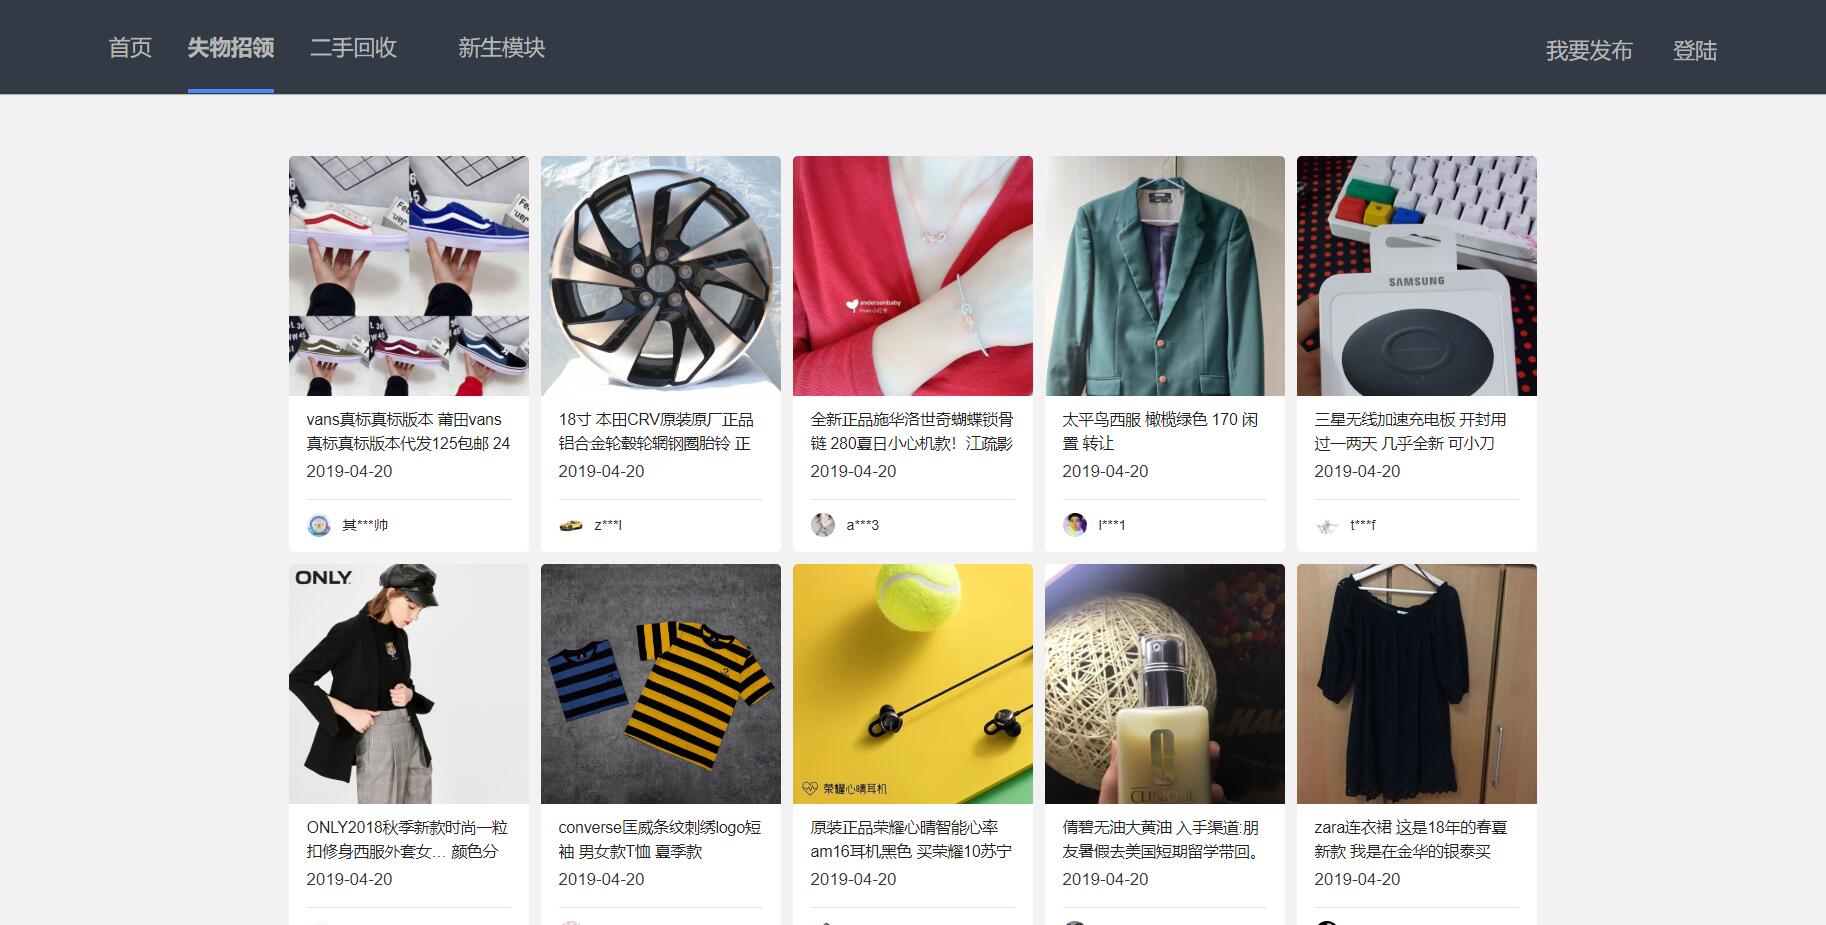 首页 失物招领 二手回收 新生模块 我要发布 登陆
SAMSUNG
andersonbaby
from 小红书
vans真标真标版本 莆田vans
真标真标版本代发125包邮 24
2019-04-20
其***帅
18寸 本田CRV原装原厂正品
铝合金轮毂轮辋钢圈胎铃 正
2019-04-20
z***l
全新正品施华洛世奇蝴蝶锁骨
链 280夏日小心机款！江疏影
2019-04-20
a***3
太平鸟西服 橄榄绿色 170 闲
置 转让
2019-04-20
l***1
三星无线加速充电板 开封用
过一两天 几乎全新 可小刀
2019-04-20
t***f
ONLY
荣耀心晴耳机
CLINIQUE
ONLY2018秋季新款时尚一粒
扣修身西服外套女… 颜色分
2019-04-20
converse匡威条纹刺绣logo短
袖 男女款T恤 夏季款
2019-04-20
原装正品荣耀心晴智能心率
am16耳机黑色 买荣耀10苏宁
2019-04-20
倩碧无油大黄油 入手渠道:朋
友暑假去美国短期留学带回。
2019-04-20
zara连衣裙 这是18年的春夏
新款 我是在金华的银泰买
2019-04-20